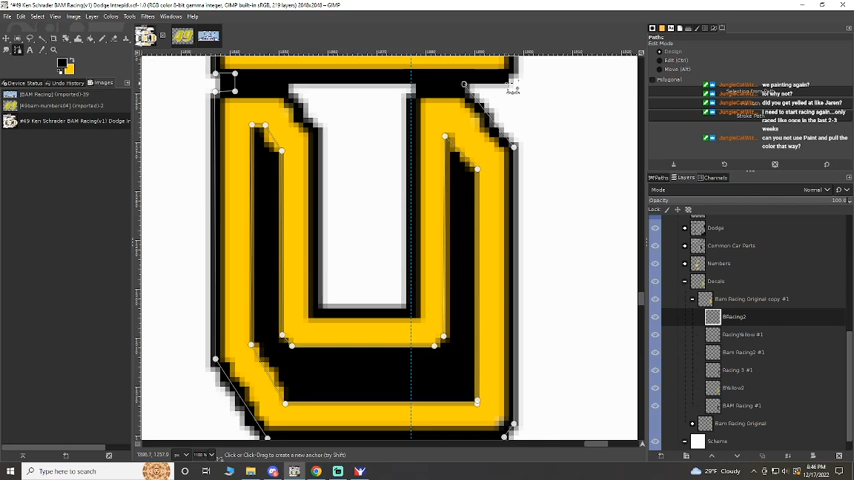 *#49 Ken Schrader BAM Racing(v1) Dodge Intrepid.xcf-1.0 (RGB color 8-bit gamma integer, GIMP built-in sRGB, 219 layers) 2048x2048 – GIMP
File Edit Select View Image Layer Colors Tools Filters Windows Help
Paths
Edit Mode
Design
Edit (Ctrl)
Move (Alt)
Polygonal
we painting again?
lol why not?
did you get yelled at like Jaren?
I need to start racing again...only raced like once in the last 2-3 weeks
can you not use Paint and pull the color that way?
Stroke Path
Device Status Undo History Images
[BAM Racing] (imported)-39
[49bam-numbers04] (imported)-2
#49 Ken Schrader BAM Racing(v1) Dodge In
Paths Layers Channels
Mode Normal
Opacity 100.0
Lock:
Dodge
Common Car Parts
Numbers
Decals
Bam Racing Original copy #1
BRacing2
RacingYellow #1
Bam Racing2 #1
Racing 3 #1
BYellow2
BAM Racing #1
Bam Racing Original
Scheme
px 1100 % Click or Click-Drag to create a new anchor (try Shift)
Type here to search
29°F Cloudy
8:46 PM
12/17/2022